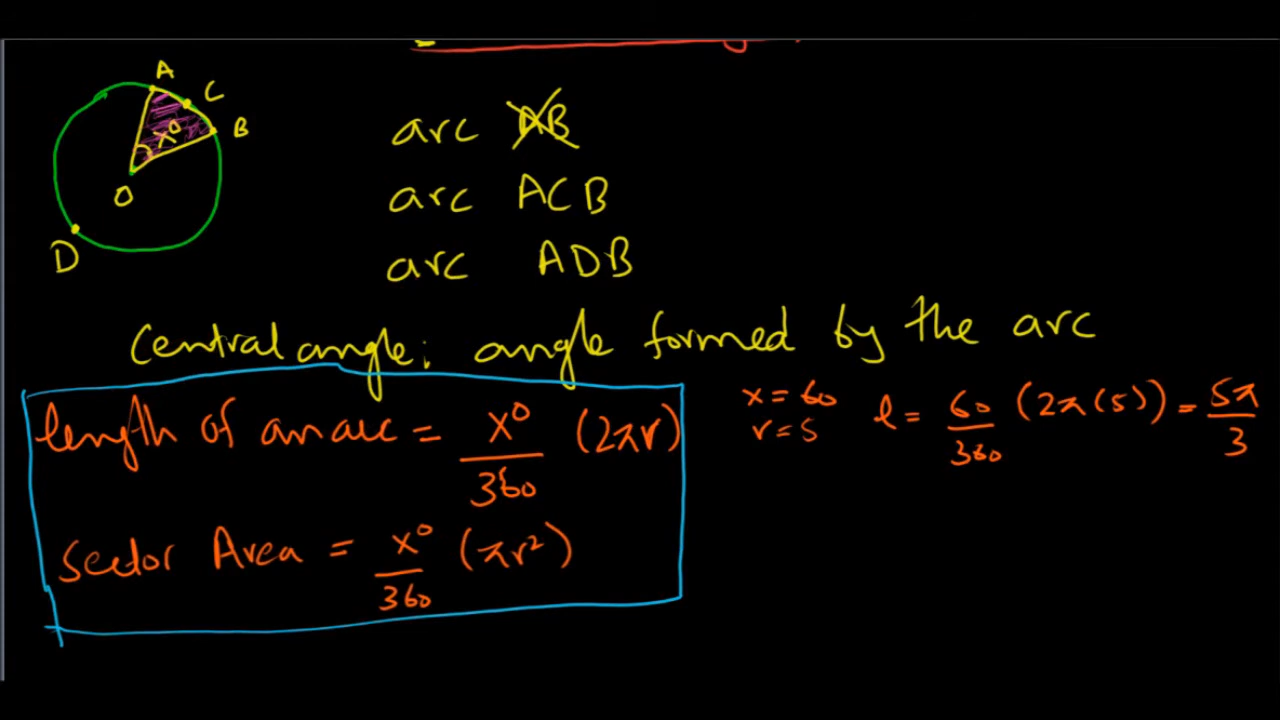 A
C
B
x°
O
D
arc AB
arc ACB
arc ADB
Central angle: angle formed by the arc
length of an arc = x°/360 (2πr)
Sector Area = x°/360 (πr²)
x = 60
r = 5
l = 60/360 (2π(5)) = 5π/3